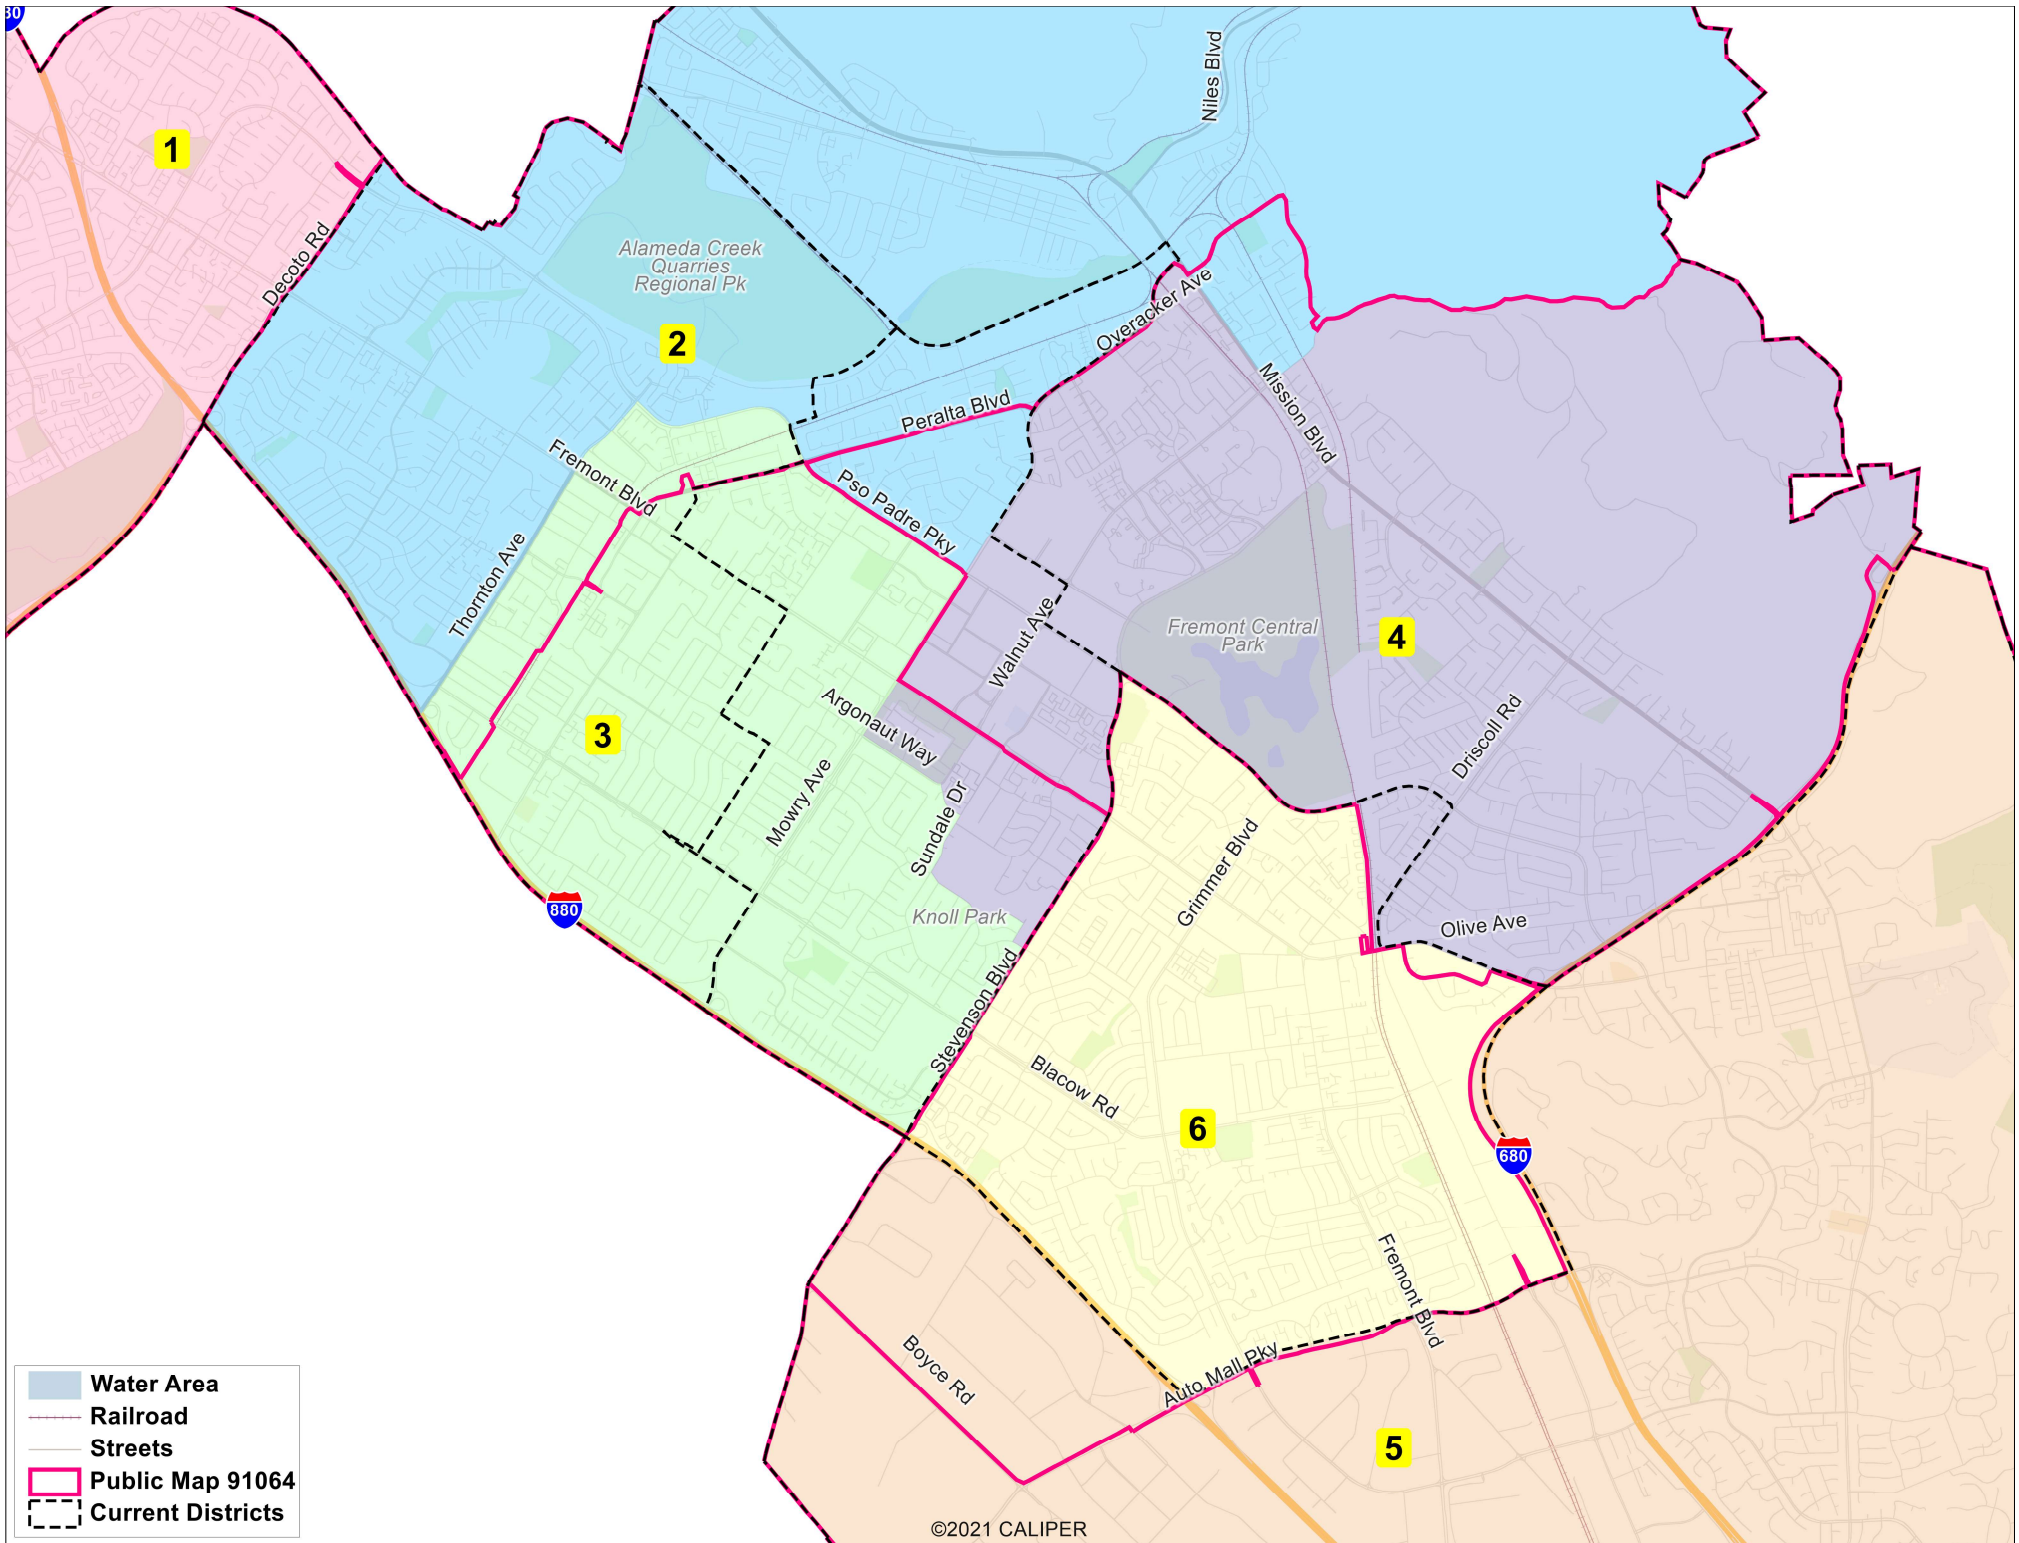 80
Niles Blvd
1
Decoto Rd
Alameda Creek
Quarries
Regional Pk
2
Overacker Ave
Mission Blvd
Peralta Blvd
Fremont Blvd
Pso Padre Pky
Thornton Ave
Walnut Ave
Fremont Central
Park
4
3
Argonaut Way
Driscoll Rd
Mowry Ave
Sundale Dr
Grimmer Blvd
880
Knoll Park
Olive Ave
Stevenson Blvd
Blacow Rd
6
680
Fremont Blvd
Boyce Rd
Auto Mall Pky
5
Water Area
Railroad
Streets
Public Map 91064
Current Districts
©2021 CALIPER